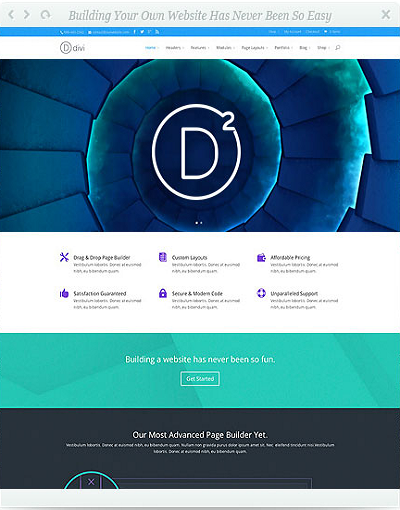 Building Your Own Website Has Never Been So Easy
My Account Checkout
D divi
Home Headers Features Modules Page Layouts Portfolio Blog Shop
D2
Drag & Drop Page Builder
Vestibulum lobortis. Donec at euismod
nibh, eu bibendum quam.
Custom Layouts
Vestibulum lobortis. Donec at euismod
nibh, eu bibendum quam.
Affordable Pricing
Vestibulum lobortis. Donec at euismod
nibh, eu bibendum quam.
Satisfaction Guaranteed
Vestibulum lobortis. Donec at euismod
nibh, eu bibendum quam.
Secure & Modern Code
Vestibulum lobortis. Donec at euismod
nibh, eu bibendum quam.
Unparalleled Support
Vestibulum lobortis. Donec at euismod
nibh, eu bibendum quam.
Building a website has never been so fun.
Get Started
Our Most Advanced Page Builder Yet.
Vestibulum lobortis. Donec at euismod nibh, eu bibendum quam. Nullam non gravida purus dolor ipsum amet sit. Nec eleifend tincidunt nisi.Vestibulum
lobortis. Donec at euismod nibh, eu bibendum quam.